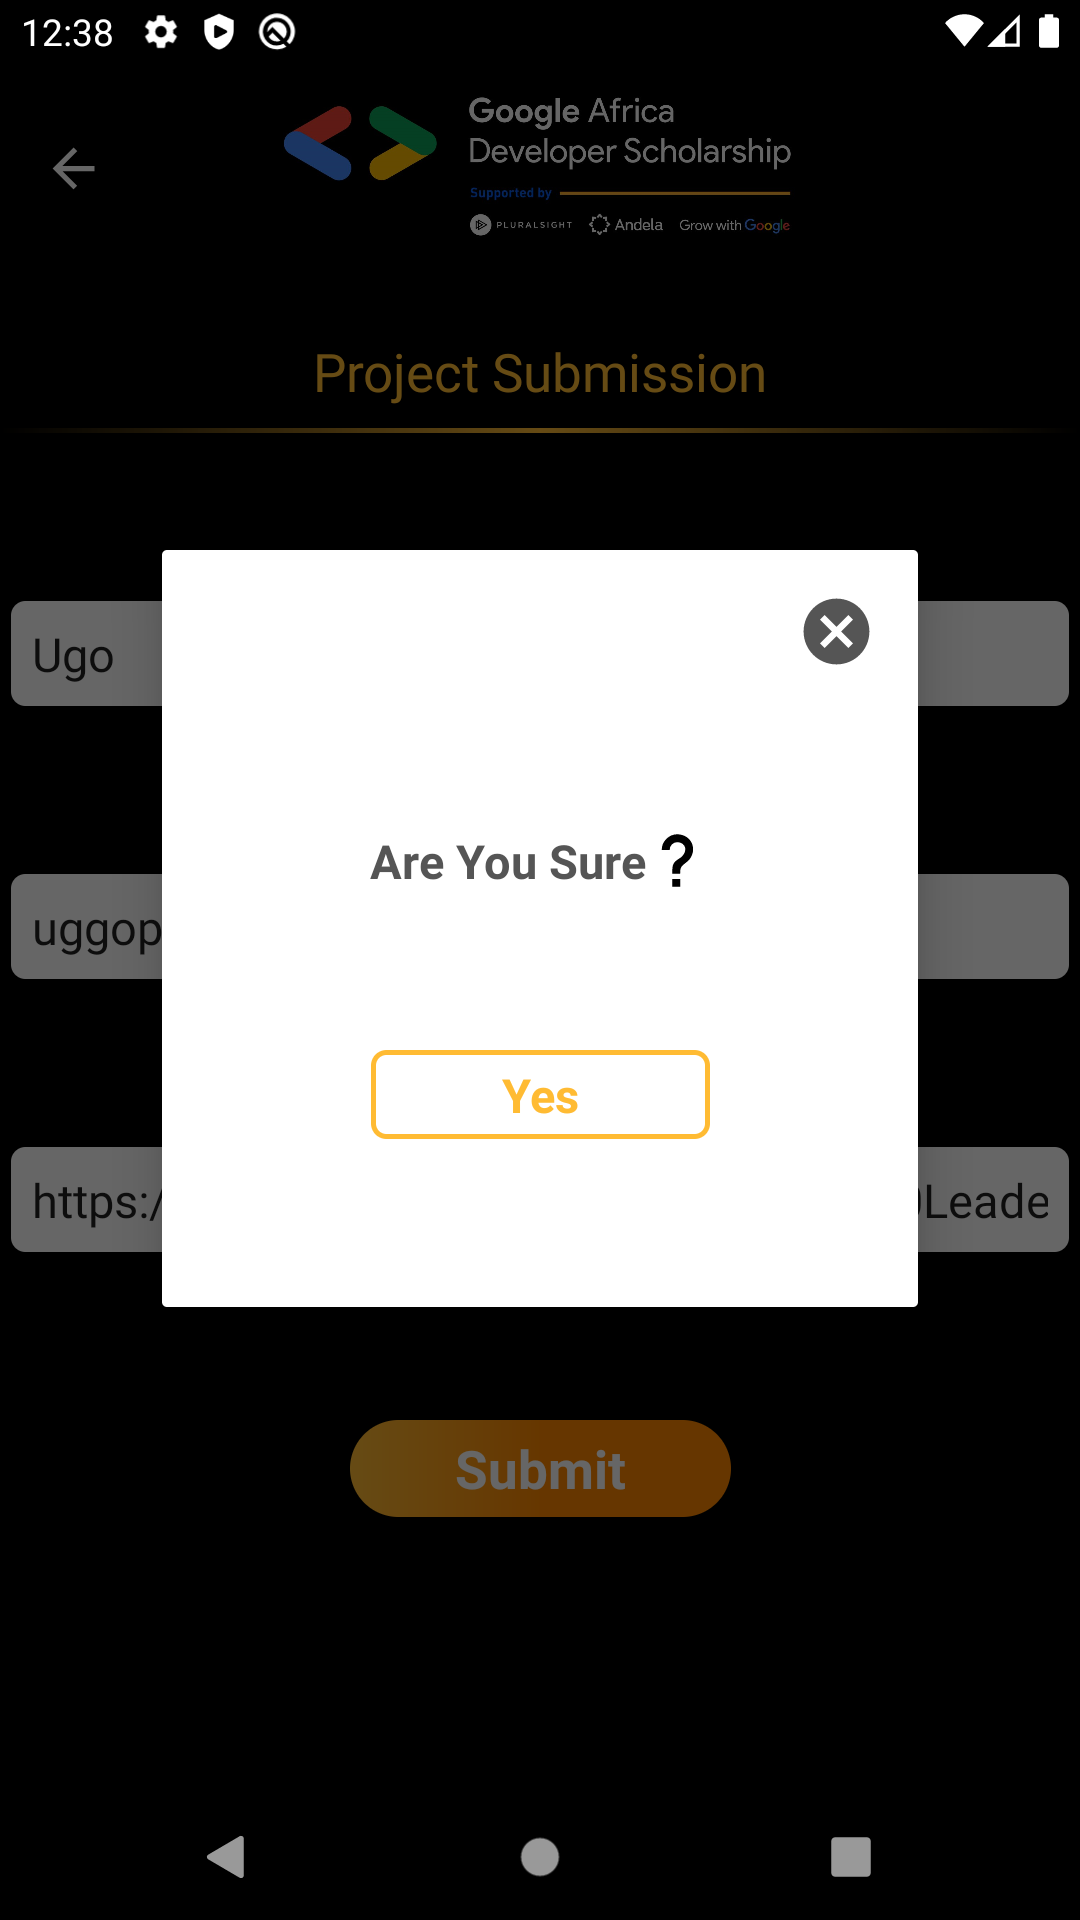 12:38
Google Africa
Developer Scholarship
Supported by
PLURALSIGHT Andela Grow with Google
Project Submission
Ugo
Are You Sure ?
uggop
Yes
https:/ Leade
Submit